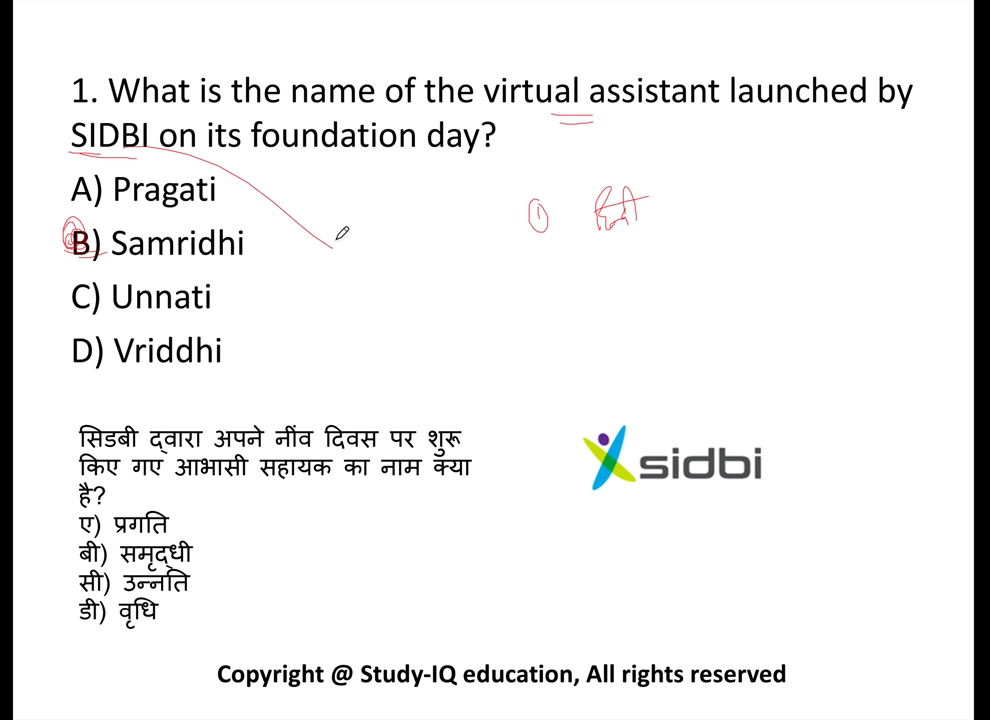 1. What is the name of the virtual assistant launched by
SIDBI on its foundation day?
A) Pragati
B) Samridhi
C) Unnati
D) Vriddhi
सिडबी द्वारा अपने नींव दिवस पर शुरू
किए गए आभासी सहायक का नाम क्या
है?
ए) प्रगति
बी) समृद्धी
सी) उन्नति
डी) वृधि
sidbi
Copyright @ Study-IQ education, All rights reserved